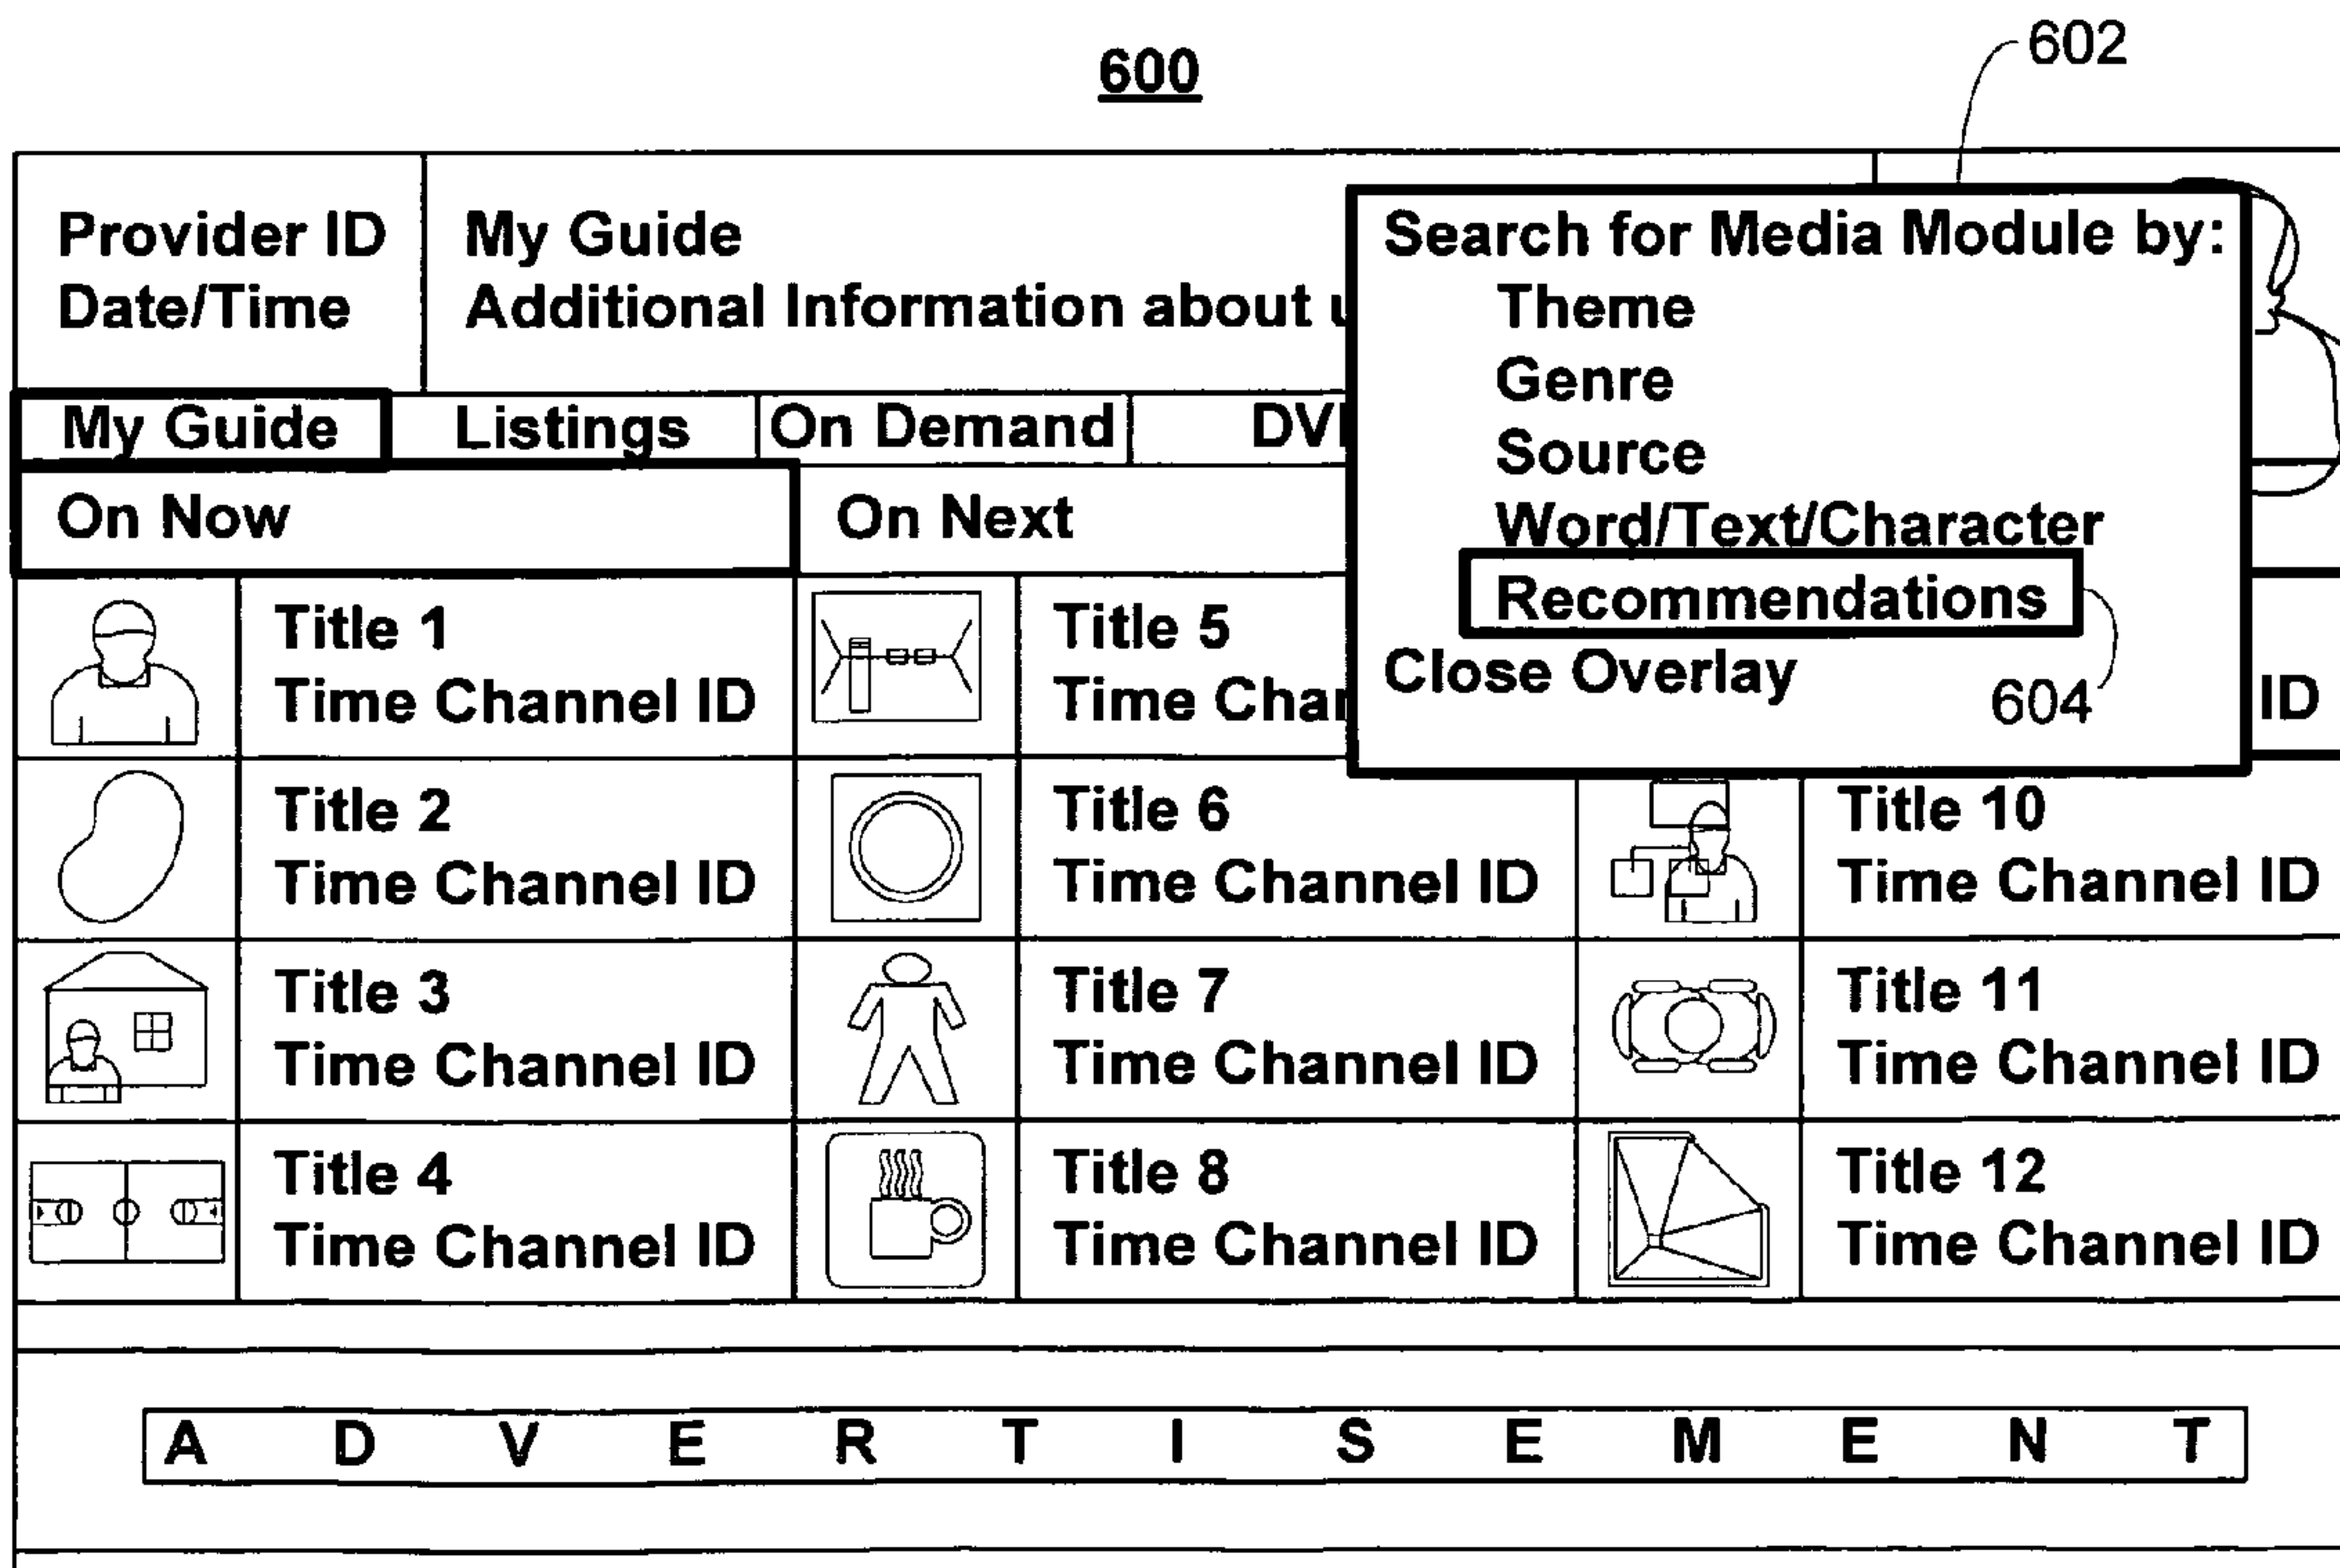 600
602
Provider ID
Date/Time
My Guide
Additional Information about
Search for Media Module by:
Theme
Genre
Source
Word/Text/Character
Recommendations
Close Overlay
604
My Guide
Listings
On Demand
On Now
On Next
Title 1
Time Channel ID
Title 5
Time
ID
Title 2
Time Channel ID
Title 6
Time Channel ID
Title 10
Time Channel ID
Title 3
Time Channel ID
Title 7
Time Channel ID
Title 11
Time Channel ID
Title 4
Time Channel ID
Title 8
Time Channel ID
Title 12
Time Channel ID
A D V E R T I S E M E N T